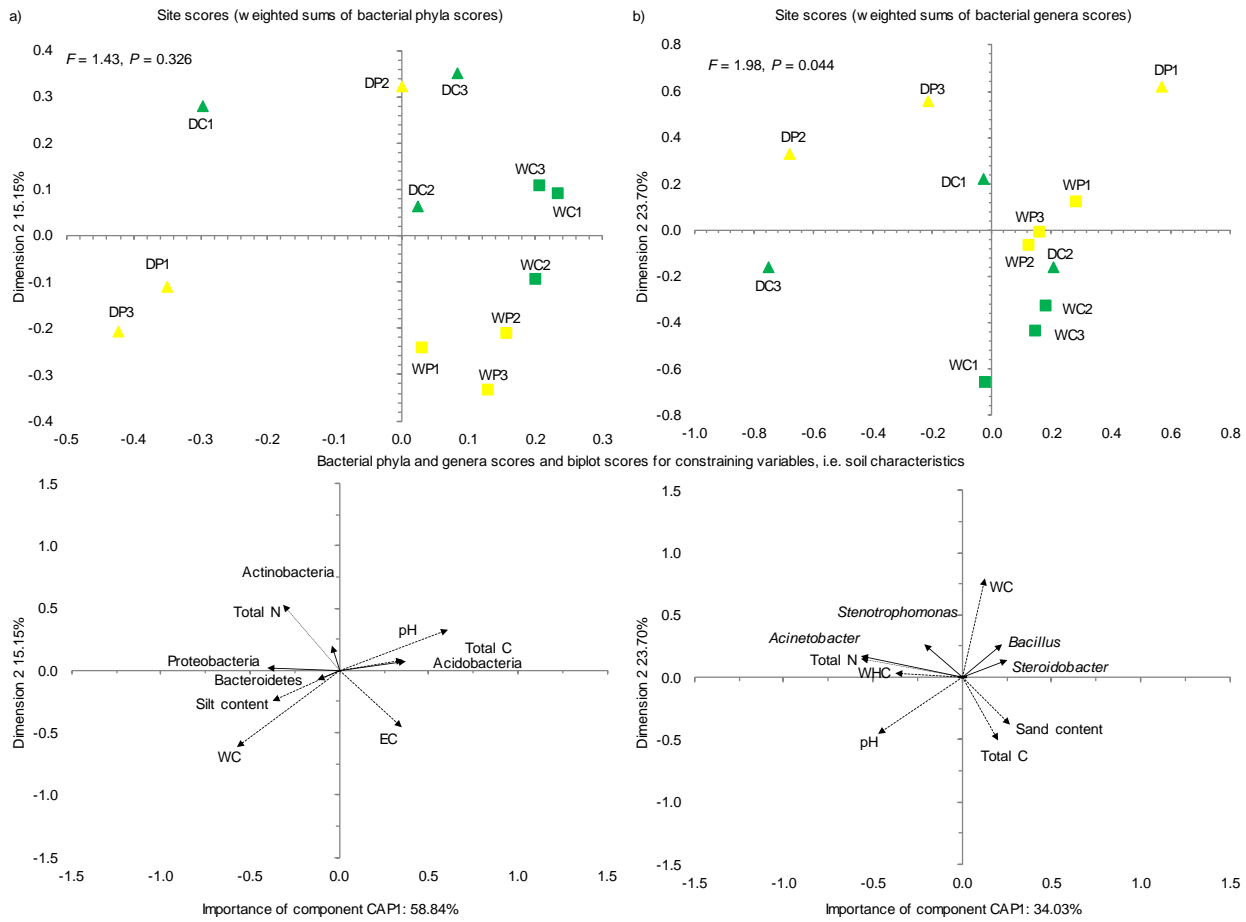 a)
Site scores (weighted sums of bacterial phyla scores)
F = 1.43, P = 0.326
Dimension 2 15.15%
0.4
0.3
0.2
0.1
0.0
-0.1
-0.2
-0.3
-0.4
-0.5 -0.4 -0.3 -0.2 -0.1 0.0 0.1 0.2 0.3
DP2
DC3
DC1
WC3
DC2
WC1
WC2
DP1
DP3
WP2
WP1
WP3
b)
Site scores (weighted sums of bacterial genera scores)
F = 1.98, P = 0.044
Dimension 2 23.70%
0.8
0.6
0.4
0.2
0.0
-0.2
-0.4
-0.6
-0.8
-1.0 -0.8 -0.6 -0.4 -0.2 0.0 0.2 0.4 0.6 0.8
DP1
DP3
DP2
DC1
WP1
WP3
WP2
DC2
DC3
WC2
WC3
WC1
Bacterial phyla and genera scores and biplot scores for constraining variables, i.e. soil characteristics
Dimension 2 15.15%
1.5
1.0
0.5
0.0
-0.5
-1.0
-1.5
-1.5 -1.0 -0.5 0.0 0.5 1.0 1.5
Actinobacteria
Total N
pH
Total C
Proteobacteria
Acidobacteria
Bacteroidetes
Silt content
EC
WC
Importance of component CAP1: 58.84%
Dimension 2 23.70%
1.5
1.0
0.5
0.0
-0.5
-1.0
-1.5
-1.5 -1.0 -0.5 0.0 0.5 1.0 1.5
WC
Stenotrophomonas
Acinetobacter
Bacillus
Total N
Steroidobacter
WHC
Sand content
pH
Total C
Importance of component CAP1: 34.03%